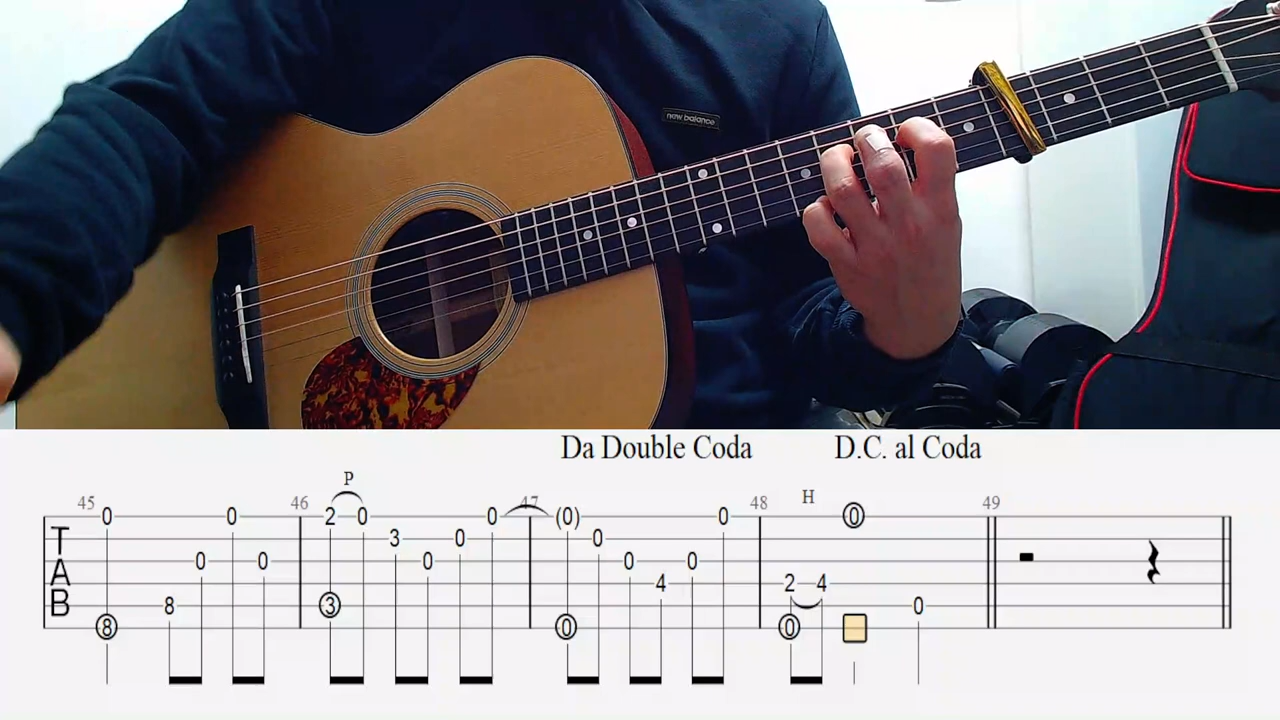 new balance
Da Double Coda D.C. al Coda
P
45 46 47 48 H 49
0 0 2 0 0 (0) 0 0
T 3 0 0
A 0 0 0 0 0
4 2 4
B 8 3 0
8 0 0